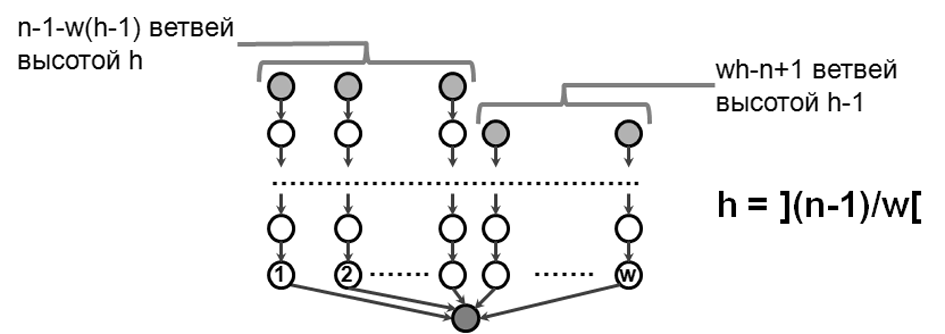 n-1-w(h-1) ветвей
высотой h
wh-n+1 ветвей
высотой h-1
h = ](n-1)/w[
1 2 w